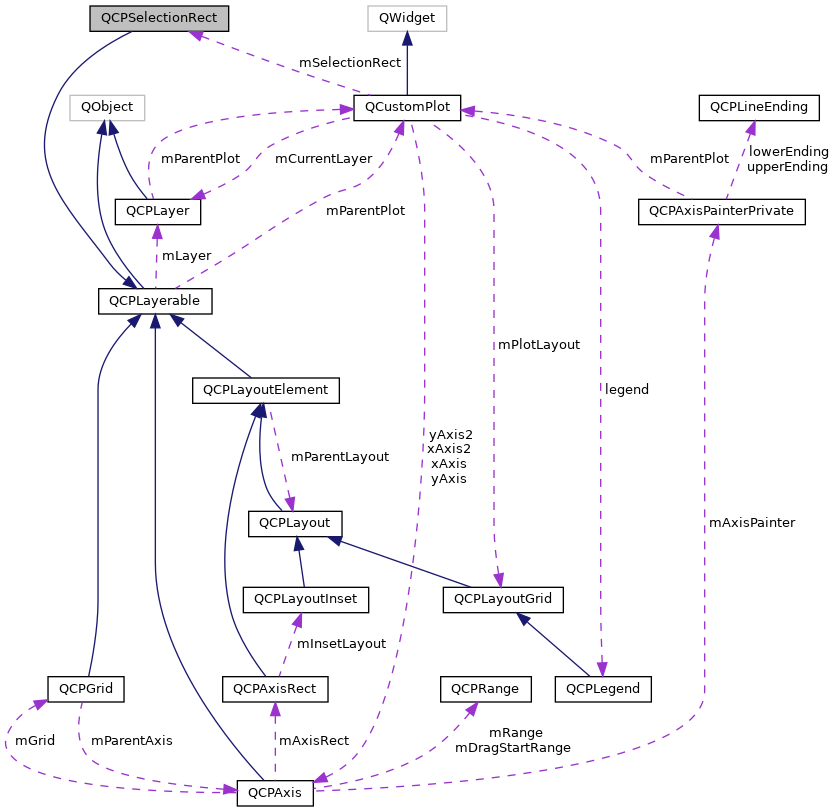 QCPSelectionRect
QWidget
mSelectionRect
QObject
QCustomPlot
QCPLineEnding
mParentPlot
mCurrentLayer
mParentPlot
lowerEnding
upperEnding
QCPLayer
mParentPlot
QCPAxisPainterPrivate
mLayer
QCPLayerable
mPlotLayout
QCPLayoutElement
legend
yAxis2
xAxis2
xAxis
yAxis
mParentLayout
QCPLayout
mAxisPainter
QCPLayoutInset
QCPLayoutGrid
mInsetLayout
QCPGrid
QCPAxisRect
QCPRange
QCPLegend
mGrid
mParentAxis
mAxisRect
mRange
mDragStartRange
QCPAxis